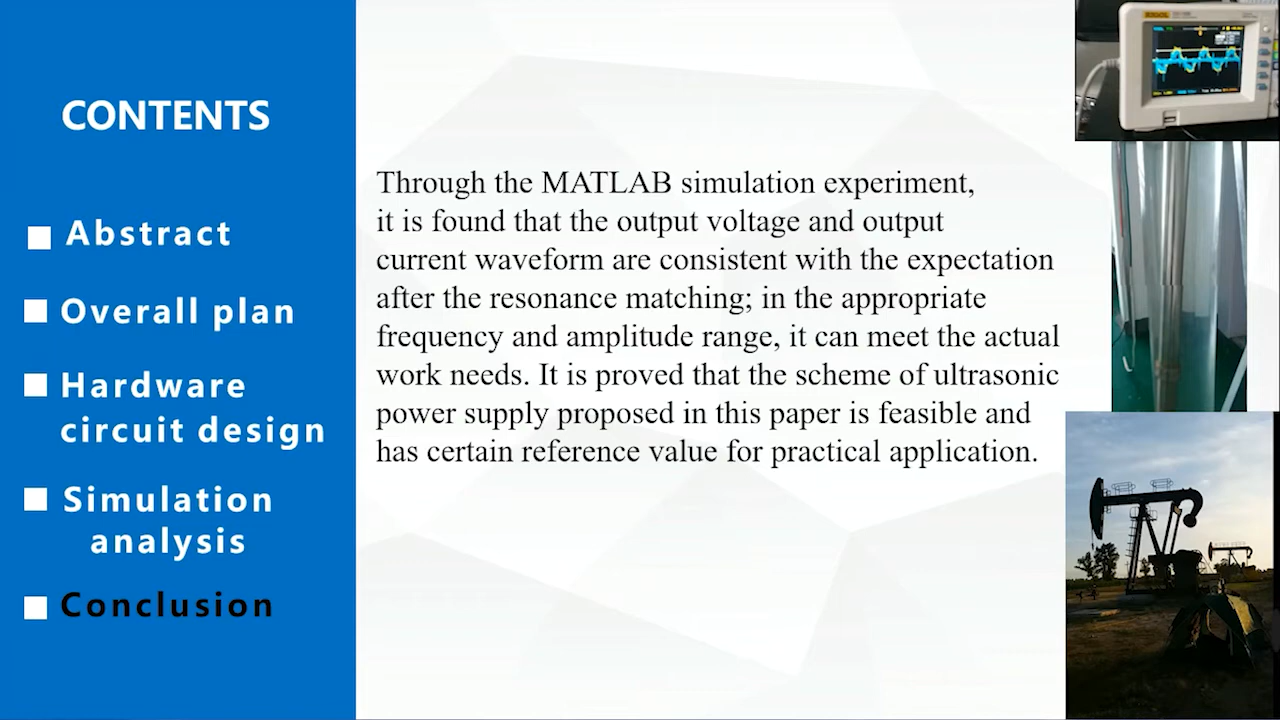 CONTENTS
Abstract
Overall plan
Hardware
circuit design
Simulation
analysis
Conclusion
Through the MATLAB simulation experiment,
it is found that the output voltage and output
current waveform are consistent with the expectation
after the resonance matching; in the appropriate
frequency and amplitude range, it can meet the actual
work needs. It is proved that the scheme of ultrasonic
power supply proposed in this paper is feasible and
has certain reference value for practical application.